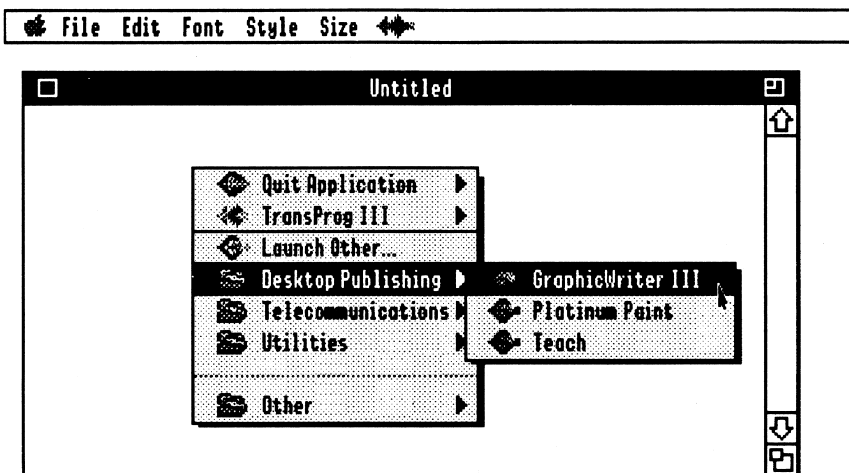 File Edit Font Style Size
Untitled
Quit Application
TransProg III
Launch Other...
Desktop Publishing
GraphicWriter III
Telecommunications
Platinum Paint
Utilities
Teach
Other